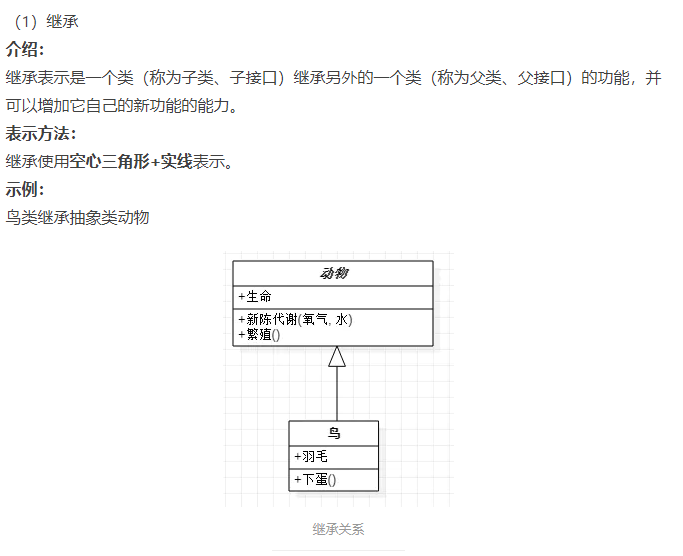 （1）继承
介绍：
继承表示是一个类（称为子类、子接口）继承另外的一个类（称为父类、父接口）的功能，并
可以增加它自己的新功能的能力。
表示方法：
继承使用空心三角形+实线表示。
示例：
鸟类继承抽象类动物
动物
+生命
+新陈代谢(氧气, 水)
+繁殖()
鸟
+羽毛
+下蛋()
继承关系